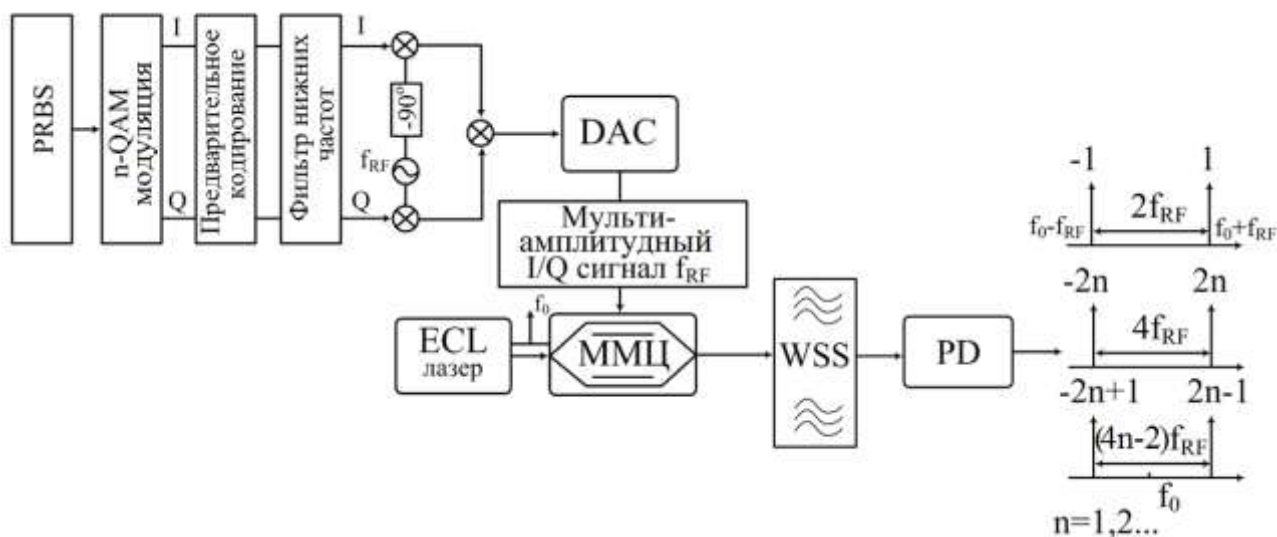 PRBS
n-QAM
модуляция
I
Q
Предварительное
кодирование
Фильтр нижних
частот
I
Q
-90°
f_RF
DAC
Мульти-
амплитудный
I/Q сигнал f_RF
ECL
лазер
f_0
ММЦ
WSS
PD
-1
1
2f_RF
f_0-f_RF
f_0+f_RF
-2n
2n
4f_RF
-2n+1
2n-1
(4n-2)f_RF
f_0
n=1,2...